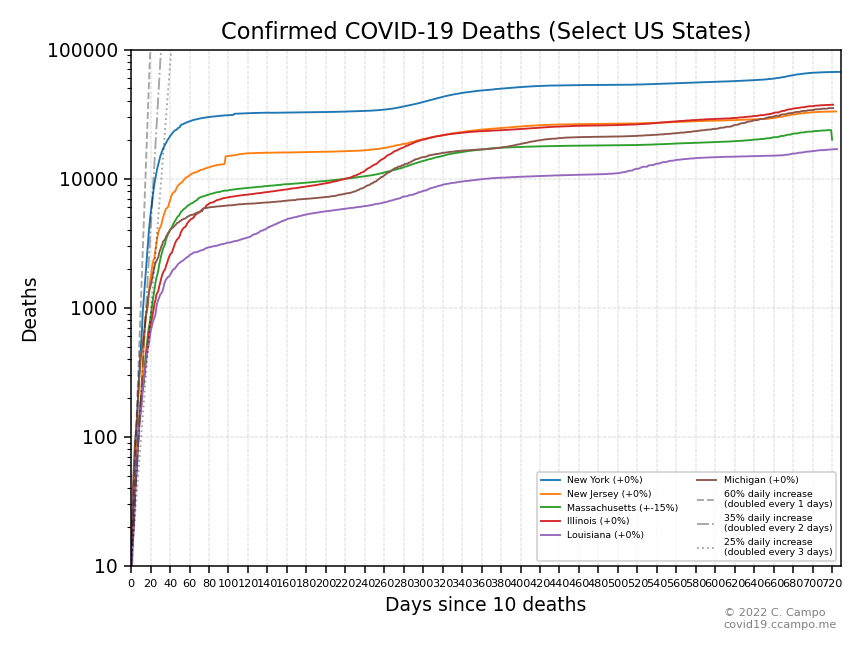 Confirmed COVID-19 Deaths (Select US States)
100000
10000
1000
100
10
Deaths
0 20 40 60 80 100 120 140 160 180 200 220 240 260 280 300 320 340 360 380 400 420 440 460 480 500 520 540 560 580 600 620 640 660 680 700 720
Days since 10 deaths
New York (+0%)
New Jersey (+0%)
Massachusetts (+-15%)
Illinois (+0%)
Louisiana (+0%)
Michigan (+0%)
60% daily increase
(doubled every 1 days)
35% daily increase
(doubled every 2 days)
25% daily increase
(doubled every 3 days)
© 2022 C. Campo
covid19.ccampo.me